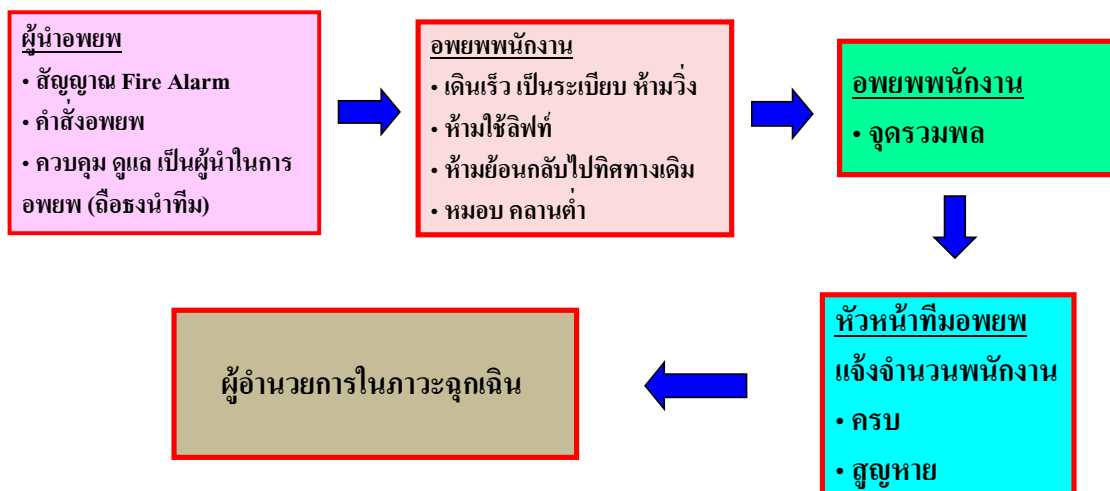 ผู้นำอพยพ
• สัญญาณ Fire Alarm
• คำสั่งอพยพ
• ควบคุม ดูแล เป็นผู้นำในการ
อพยพ (ถือธงนำทีม)
อพยพพนักงาน
• เดินเร็ว เป็นระเบียบ ห้ามวิ่ง
• ห้ามใช้ลิฟท์
• ห้ามย้อนกลับไปทิศทางเดิม
• หมอบ คลานต่ำ
อพยพพนักงาน
• จุดรวมพล
หัวหน้าทีมอพยพ
แจ้งจำนวนพนักงาน
• ครบ
• สูญหาย
ผู้อำนวยการในภาวะฉุกเฉิน